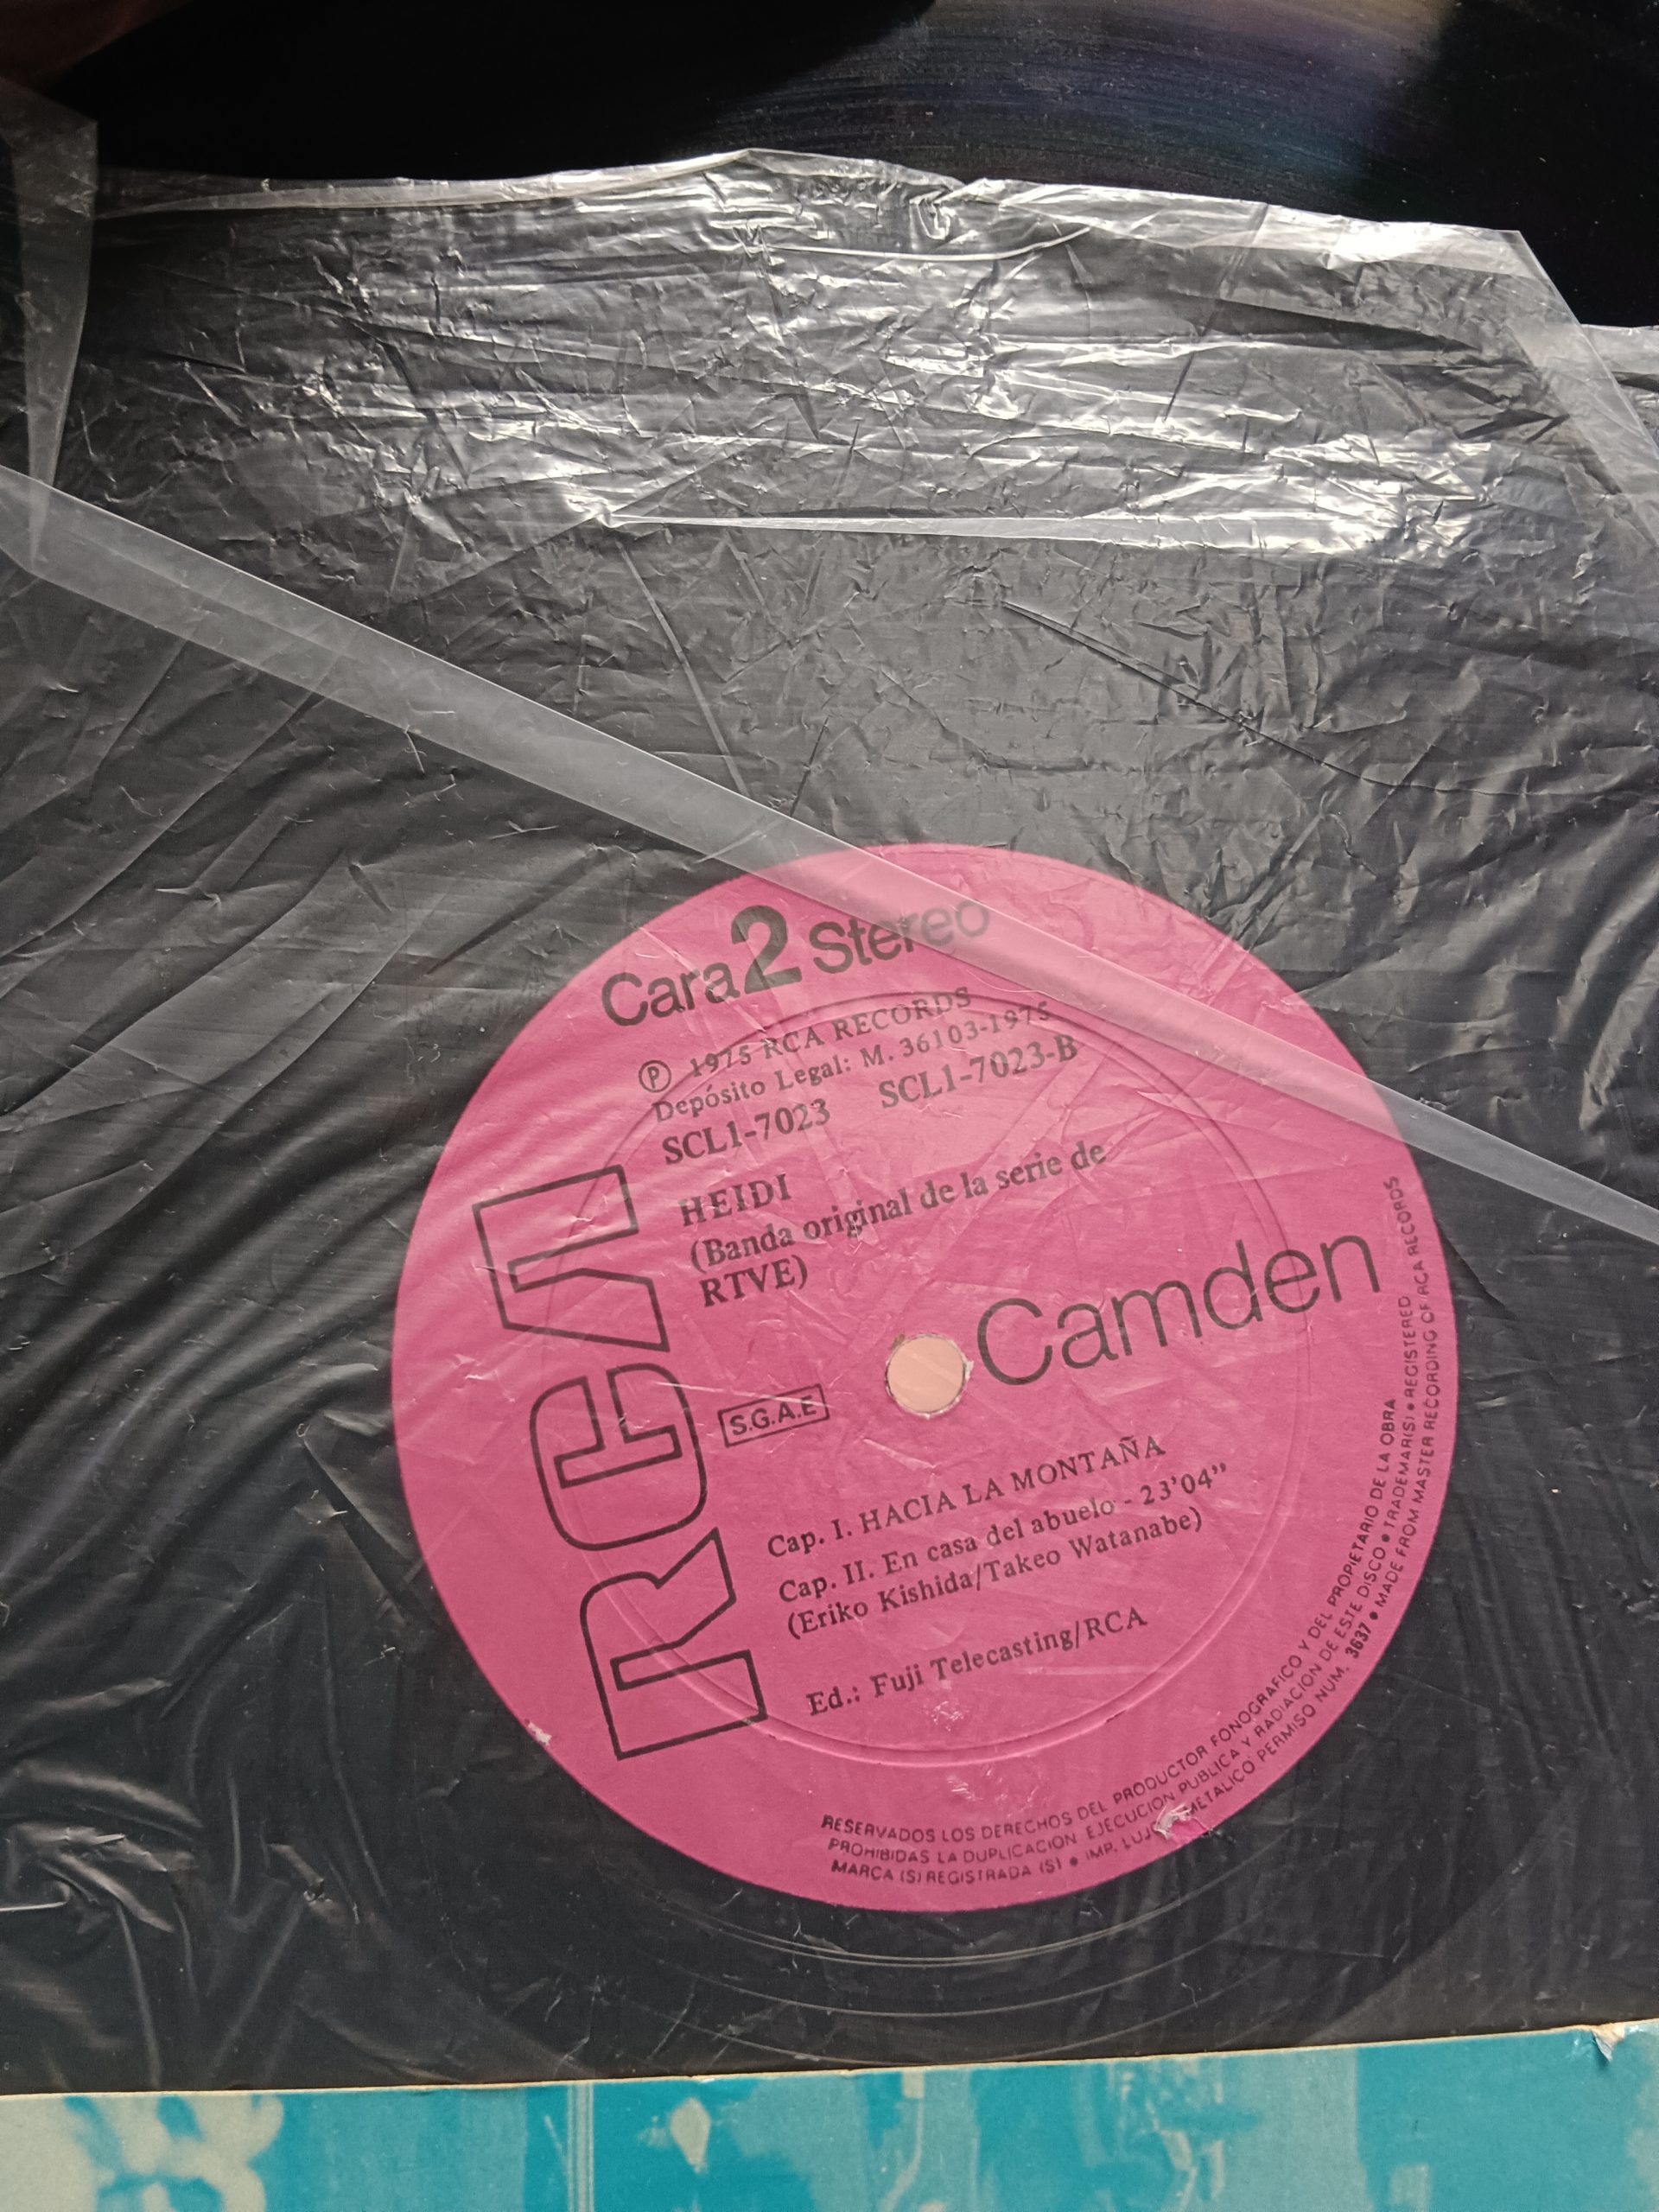 Cara 2 Stereo
Ⓟ 1975 RCA RECORDS
Depósito Legal: M. 36103-1975
SCL1-7023 SCL1-7023-B
HEIDI
(Banda original de la serie de
RTVE)
RCA
Camden
S.G.A.E
Cap. I. HACIA LA MONTAÑA
Cap. II. En casa del abuelo - 23'04"
(Eriko Kishida/Takeo Watanabe)
Ed.: Fuji Telecasting/RCA
RESERVADOS LOS DERECHOS DEL PRODUCTOR FONOGRAFICO Y DEL PROPIETARIO DE LA OBRA
PROHIBIDAS LA DUPLICACION EJECUCION PUBLICA Y RADIACION DE ESTE DISCO • TRADEMARK(S) • REGISTERED
MARCA (S) REGISTRADA (S) • IMP. METALICO PERMISO NUM. 3637 • MADE FROM MASTER RECORDING OF RCA RECORDS